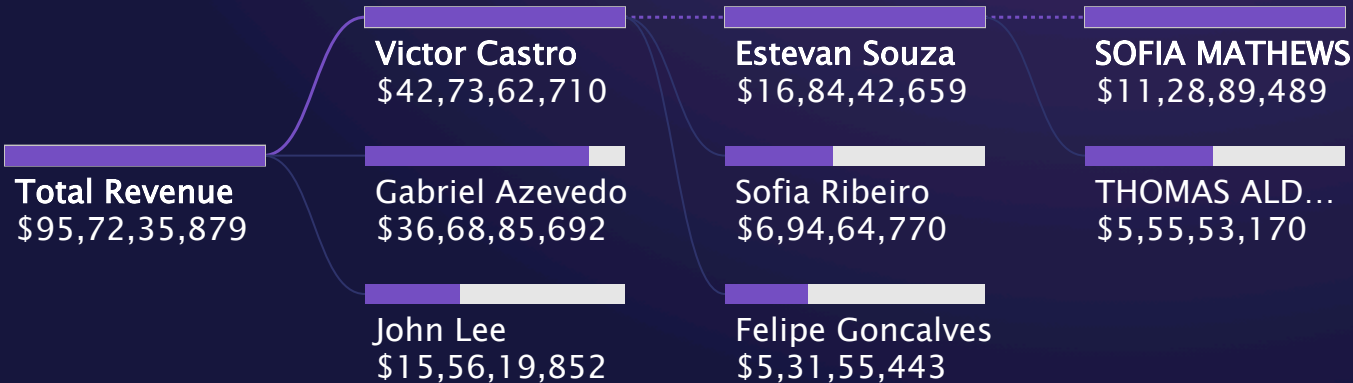 Total Revenue
$95,72,35,879
Victor Castro
$42,73,62,710
Gabriel Azevedo
$36,68,85,692
John Lee
$15,56,19,852
Estevan Souza
$16,84,42,659
Sofia Ribeiro
$6,94,64,770
Felipe Goncalves
$5,31,55,443
SOFIA MATHEWS
$11,28,89,489
THOMAS ALD...
$5,55,53,170